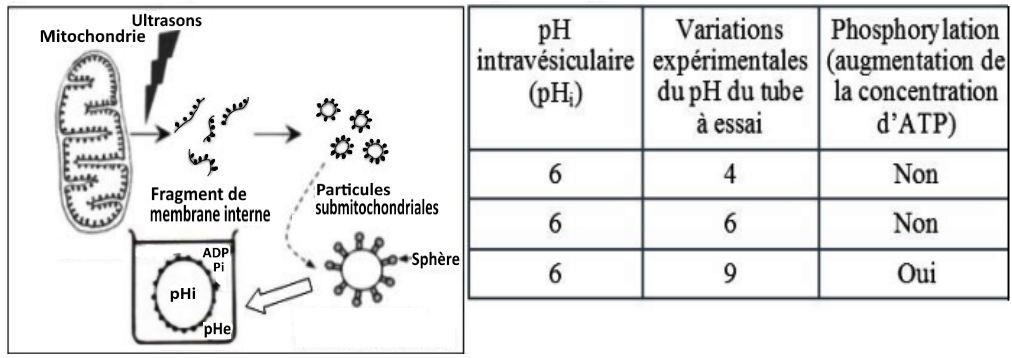 Ultrasons
Mitochondrie
Fragment de
membrane interne
Particules
submitochondriales
Sphère
ADP
Pi
pHi
pHe
pH
intravésiculaire
(pHi)
Variations
expérimentales
du pH du tube
à essai
Phosphorylation
(augmentation de
la concentration
d'ATP)
6 4 Non
6 6 Non
6 9 Oui